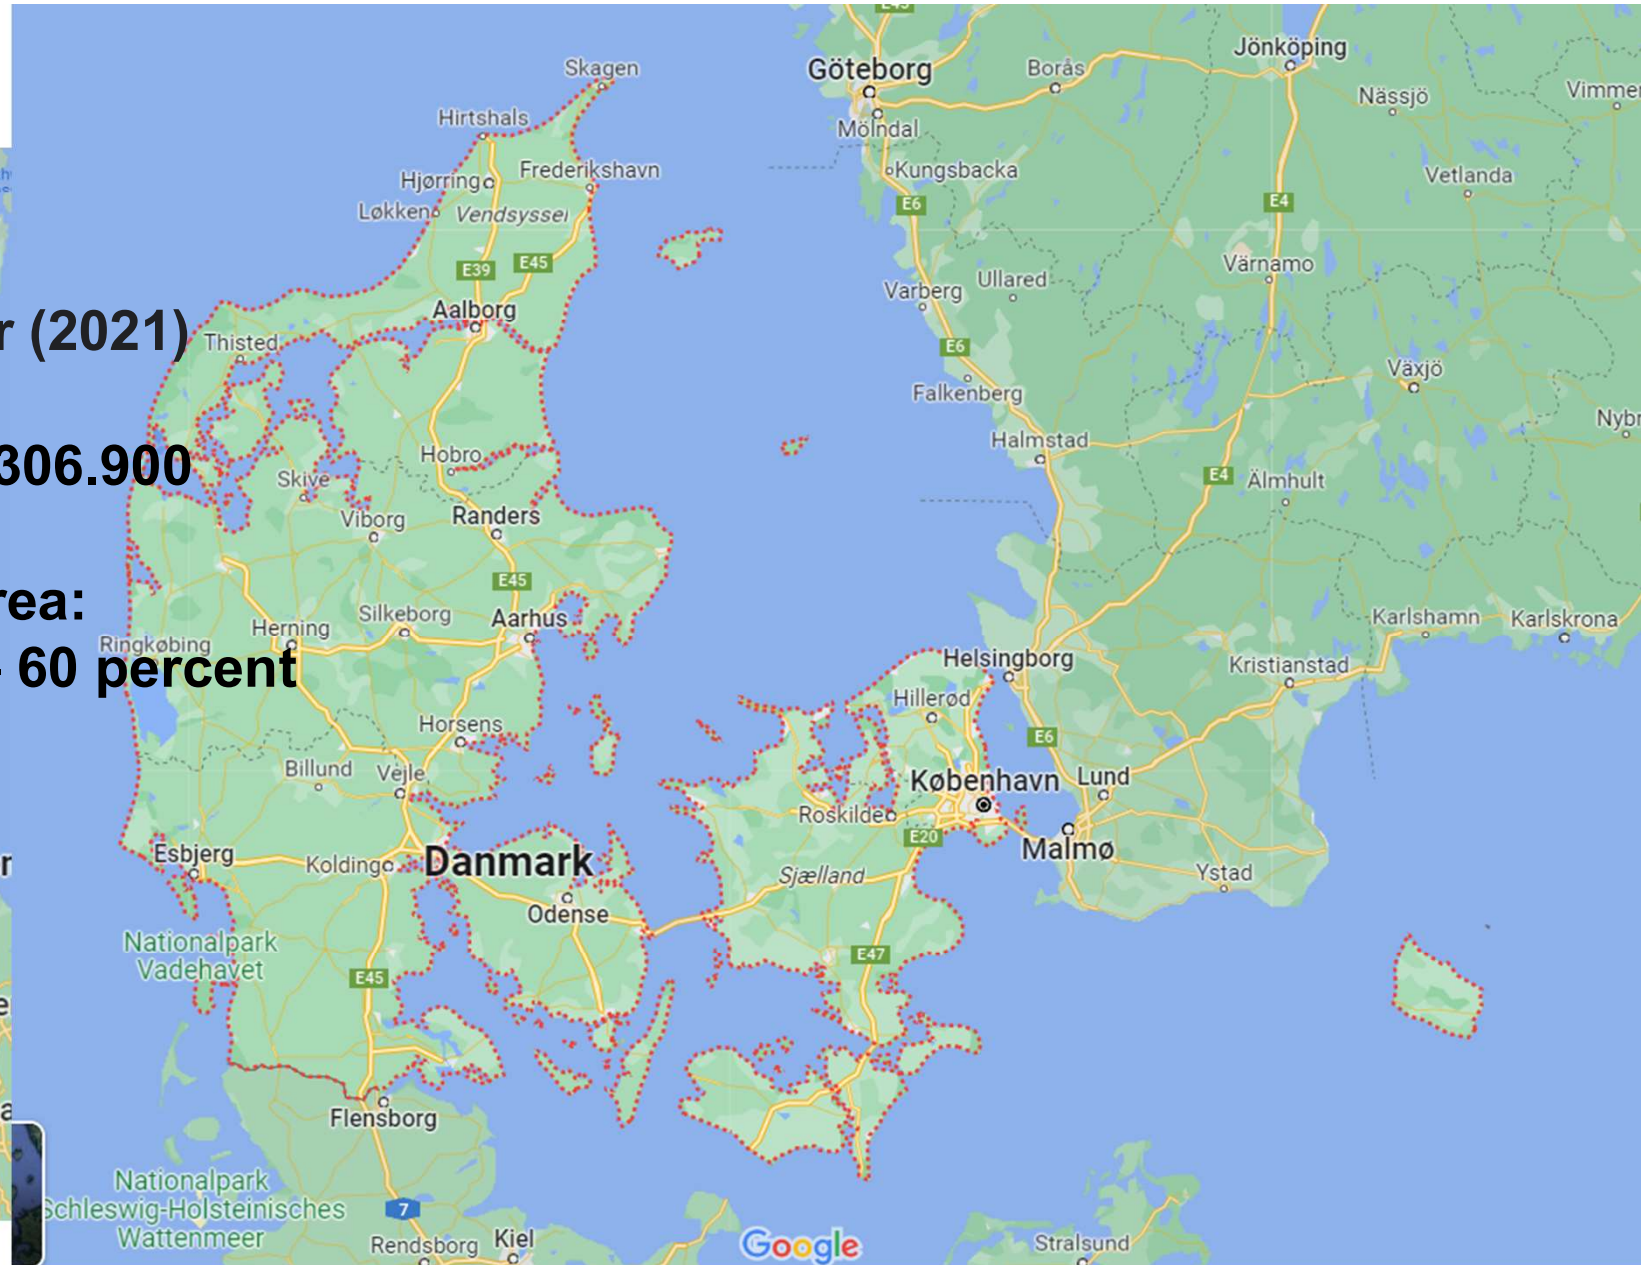 E45
Jönköping
Skagen
Göteborg
Borås
Nässjö
Vimmer
Hirtshals
Mölndal
Hjørring
Frederikshavn
Kungsbacka
Vetlanda
Løkken
Vendsyssel
E6
E4
E39
E45
Värnamo
Ullared
Varberg
Aalborg
r (2021)
Thisted
E6
Växjö
Falkenberg
Nybr
Halmstad
306.900
Hobro
Skive
E4
Älmhult
Viborg
Randers
E45
rea:
Silkeborg
Aarhus
Karlshamn
Karlskrona
Herning
Ringkøbing
- 60 percent
Helsingborg
Kristianstad
Hillerød
Horsens
E6
Billund
Vejle
København
Lund
Roskilde
E20
Esbjerg
Kolding
Danmark
Malmø
Sjælland
Ystad
Odense
Nationalpark
Vadehavet
E47
E45
Flensborg
Nationalpark
Schleswig-Holsteinisches
Wattenmeer
7
Rendsborg
Kiel
Google
Stralsund